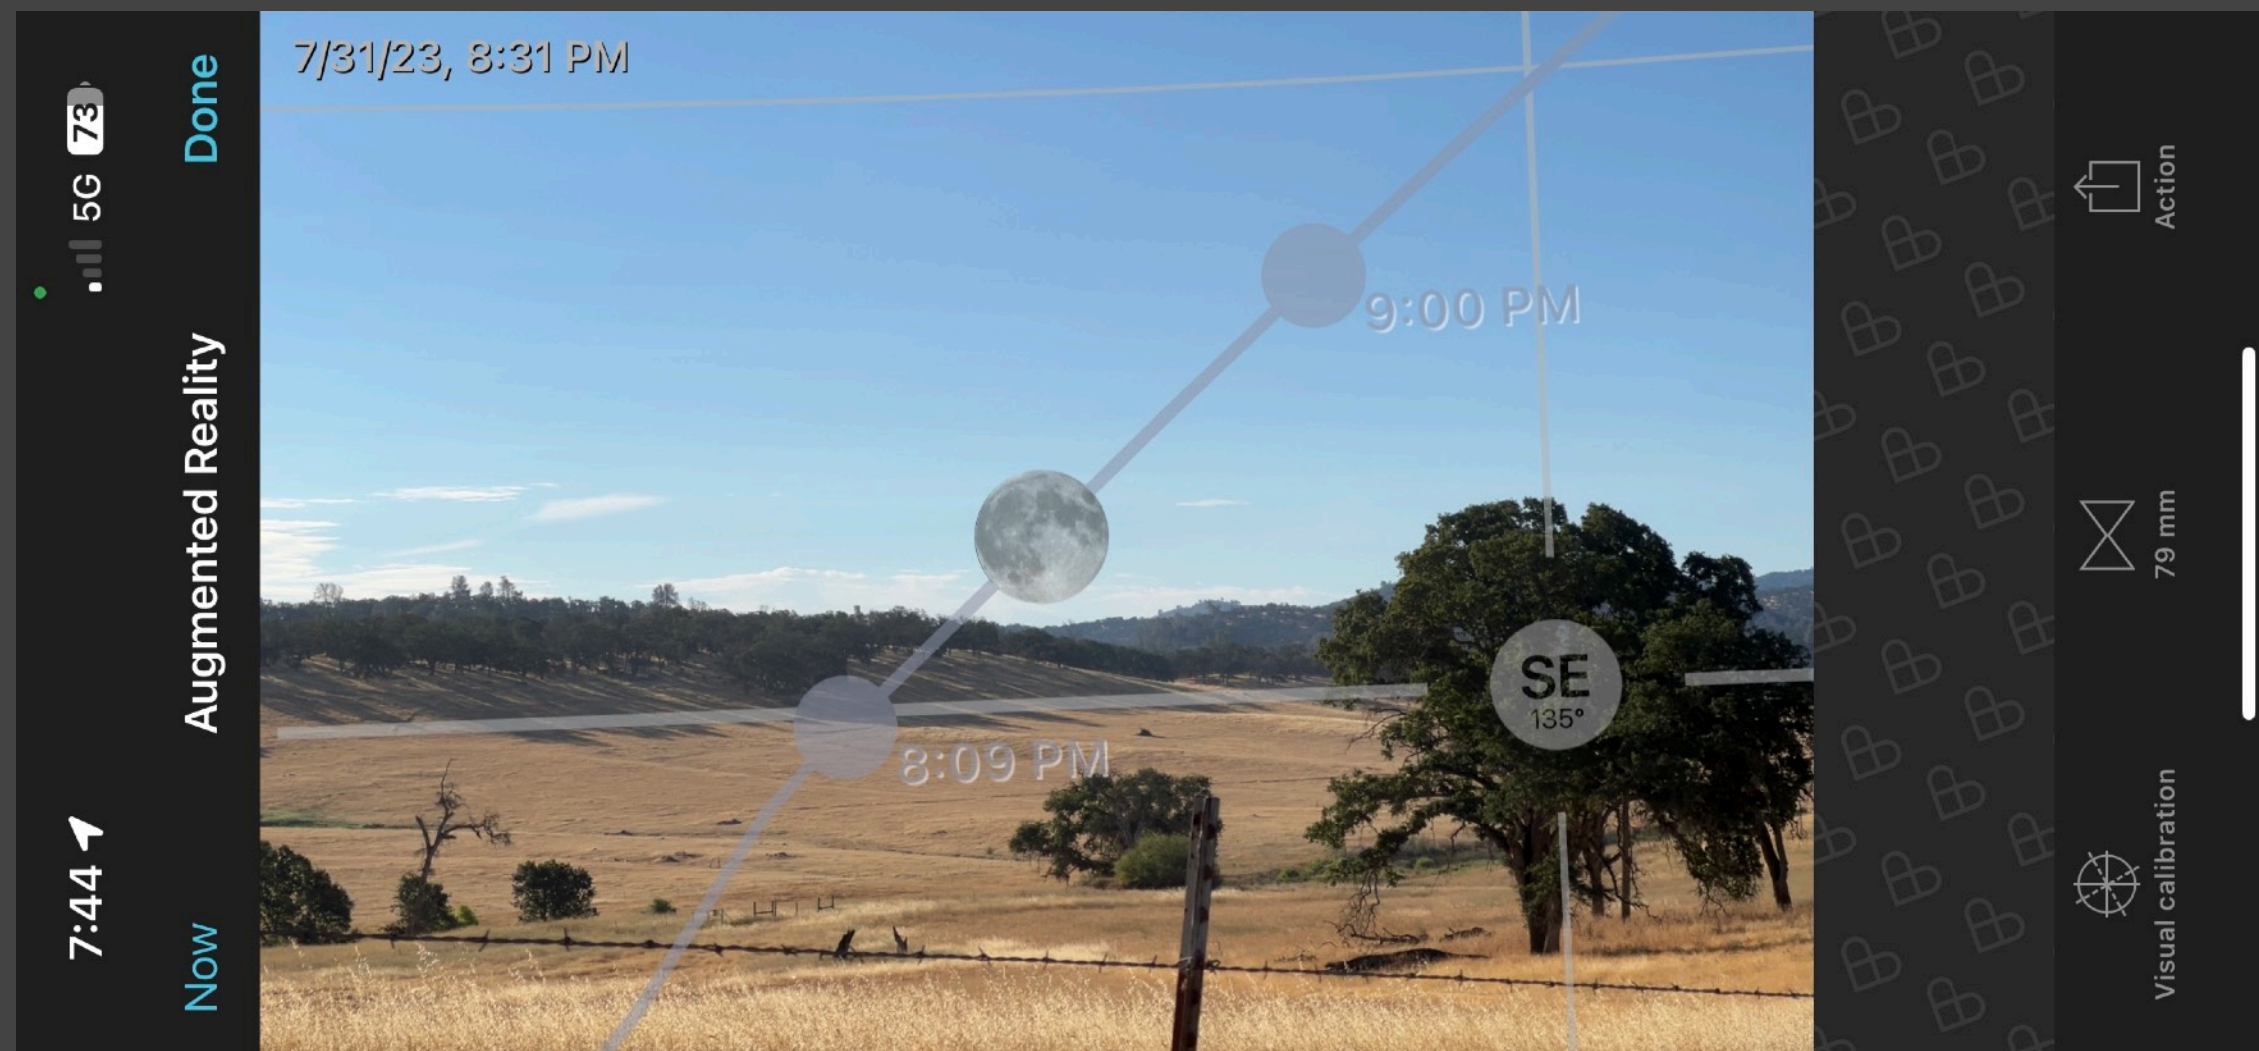 7:44
5G 73
Now
Augmented Reality
Done
7/31/23, 8:31 PM
9:00 PM
8:09 PM
SE
135°
Visual calibration
79 mm
Action